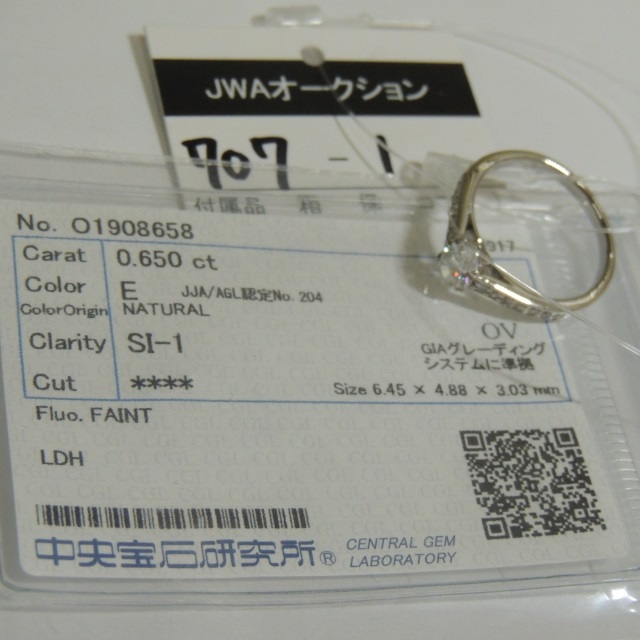 JWAオークション
707 - 1
付属品 箱 保
No. O1908658
2017
Carat 0.650 ct
Color E JJA/AGL認定No. 204
ColorOrigin NATURAL
Clarity SI-1
OV
GIAグレーディング
システムに準拠
Cut ****
Size 6.45 × 4.88 × 3.03 mm
Fluo. FAINT
LDH
中央宝石研究所® CENTRAL GEM
LABORATORY